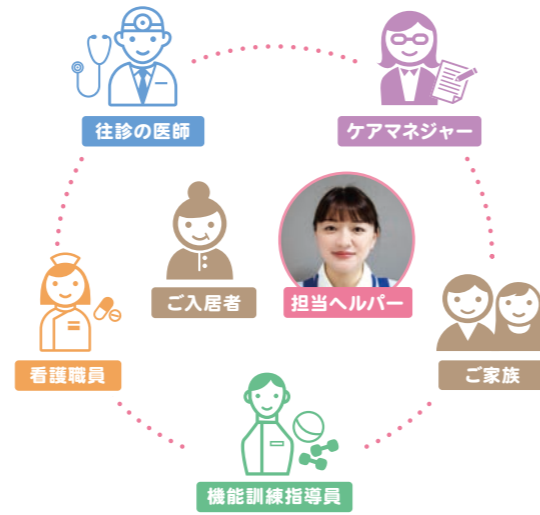 往診の医師
ケアマネジャー
ご入居者
担当ヘルパー
看護職員
ご家族
機能訓練指導員